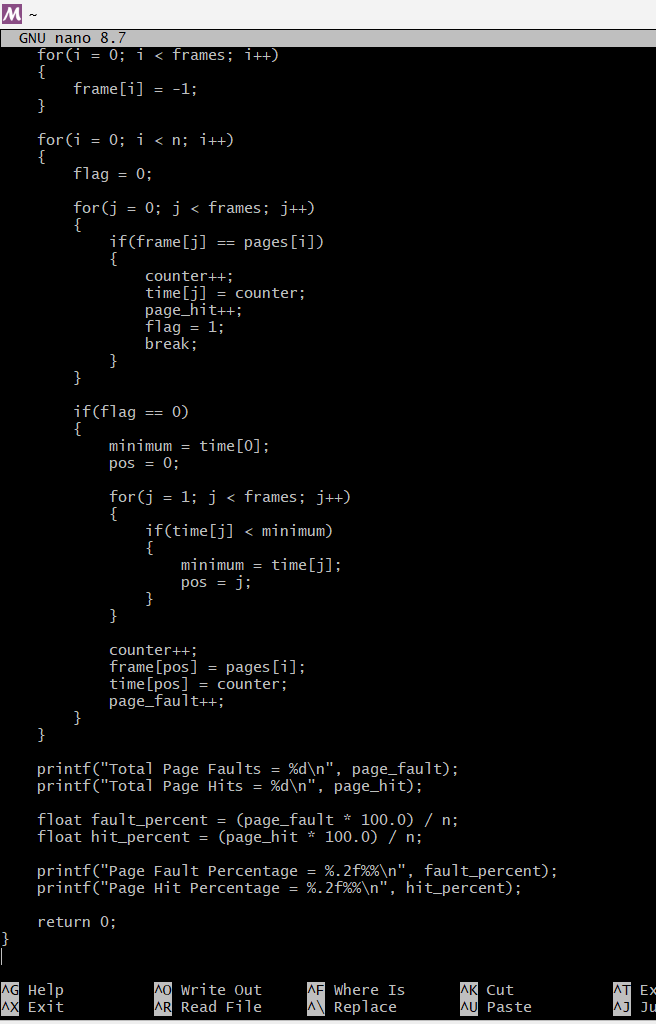 ~
GNU nano 8.7
    for(i = 0; i < frames; i++)
    {
        frame[i] = -1;
    }

    for(i = 0; i < n; i++)
    {
        flag = 0;

        for(j = 0; j < frames; j++)
        {
            if(frame[j] == pages[i])
            {
                counter++;
                time[j] = counter;
                page_hit++;
                flag = 1;
                break;
            }
        }

        if(flag == 0)
        {
            minimum = time[0];
            pos = 0;

            for(j = 1; j < frames; j++)
            {
                if(time[j] < minimum)
                {
                    minimum = time[j];
                    pos = j;
                }
            }

            counter++;
            frame[pos] = pages[i];
            time[pos] = counter;
            page_fault++;
        }
    }

    printf("Total Page Faults = %d\n", page_fault);
    printf("Total Page Hits = %d\n", page_hit);

    float fault_percent = (page_fault * 100.0) / n;
    float hit_percent = (page_hit * 100.0) / n;

    printf("Page Fault Percentage = %.2f%%\n", fault_percent);
    printf("Page Hit Percentage = %.2f%%\n", hit_percent);

    return 0;
}

^G Help ^O Write Out ^F Where Is ^K Cut ^T Ex
^X Exit ^R Read File ^\ Replace ^U Paste ^J Ju